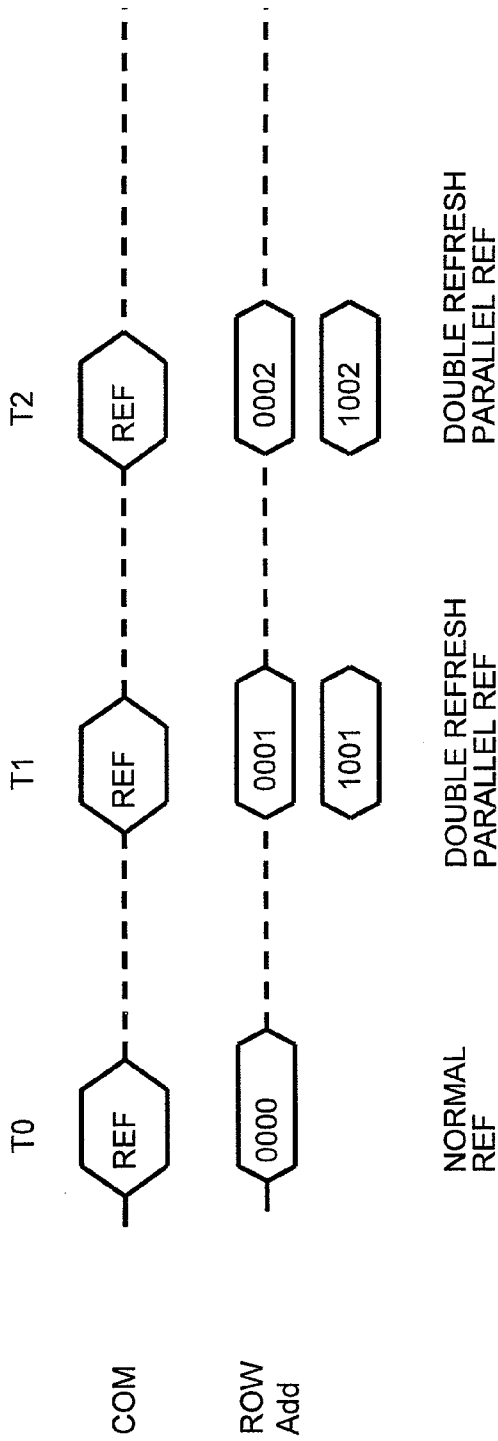 T0 T1 T2
COM REF REF REF
ROW Add 0000 0001 0002
1001 1002
NORMAL REF
DOUBLE REFRESH PARALLEL REF
DOUBLE REFRESH PARALLEL REF